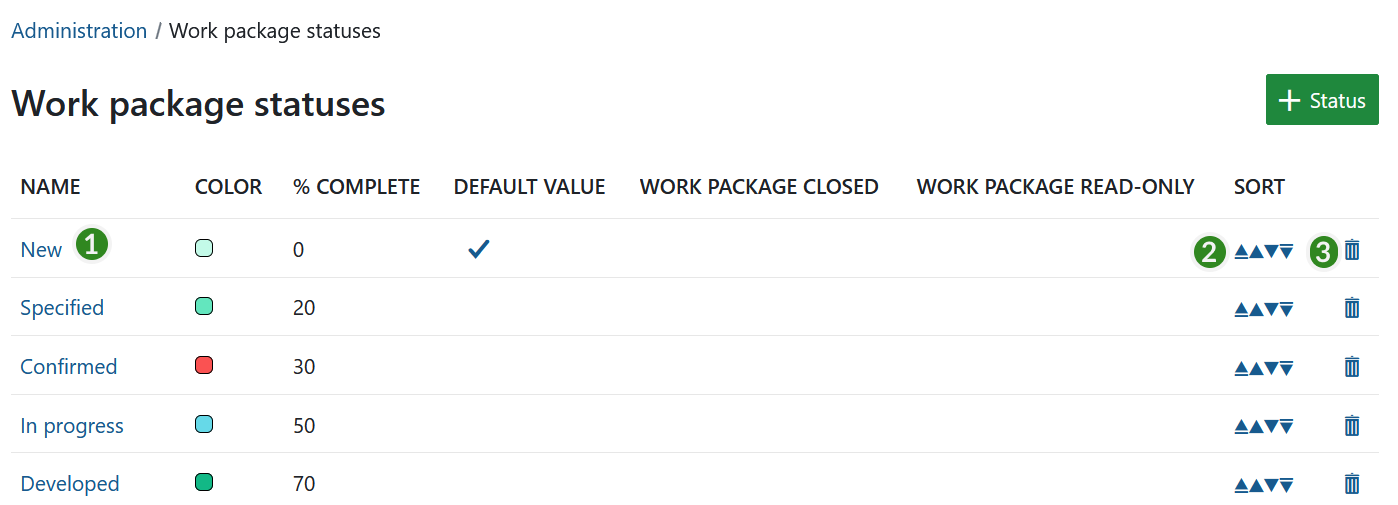 Administration / Work package statuses
Work package statuses
+ Status
NAME COLOR % COMPLETE DEFAULT VALUE WORK PACKAGE CLOSED WORK PACKAGE READ-ONLY SORT
New 1 0 2 3
Specified 20
Confirmed 30
In progress 50
Developed 70